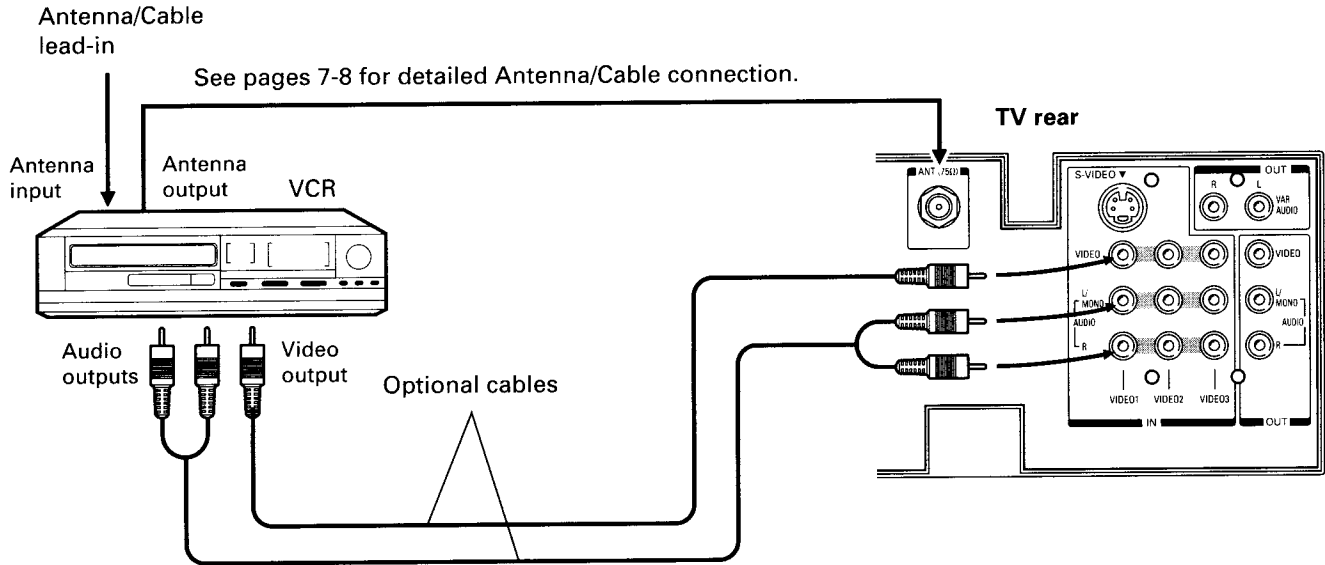 Antenna/Cable
lead-in
See pages 7-8 for detailed Antenna/Cable connection.
TV rear
Antenna
input
Antenna
output
VCR
ANT (75Ω)
S-VIDEO ▼
OUT
R
L
VAR
AUDIO
VIDEO
VIDEO
L/
MONO
AUDIO
R
L/
MONO
AUDIO
R
VIDEO1
VIDEO2
VIDEO3
IN
OUT
Audio
outputs
Video
output
Optional cables